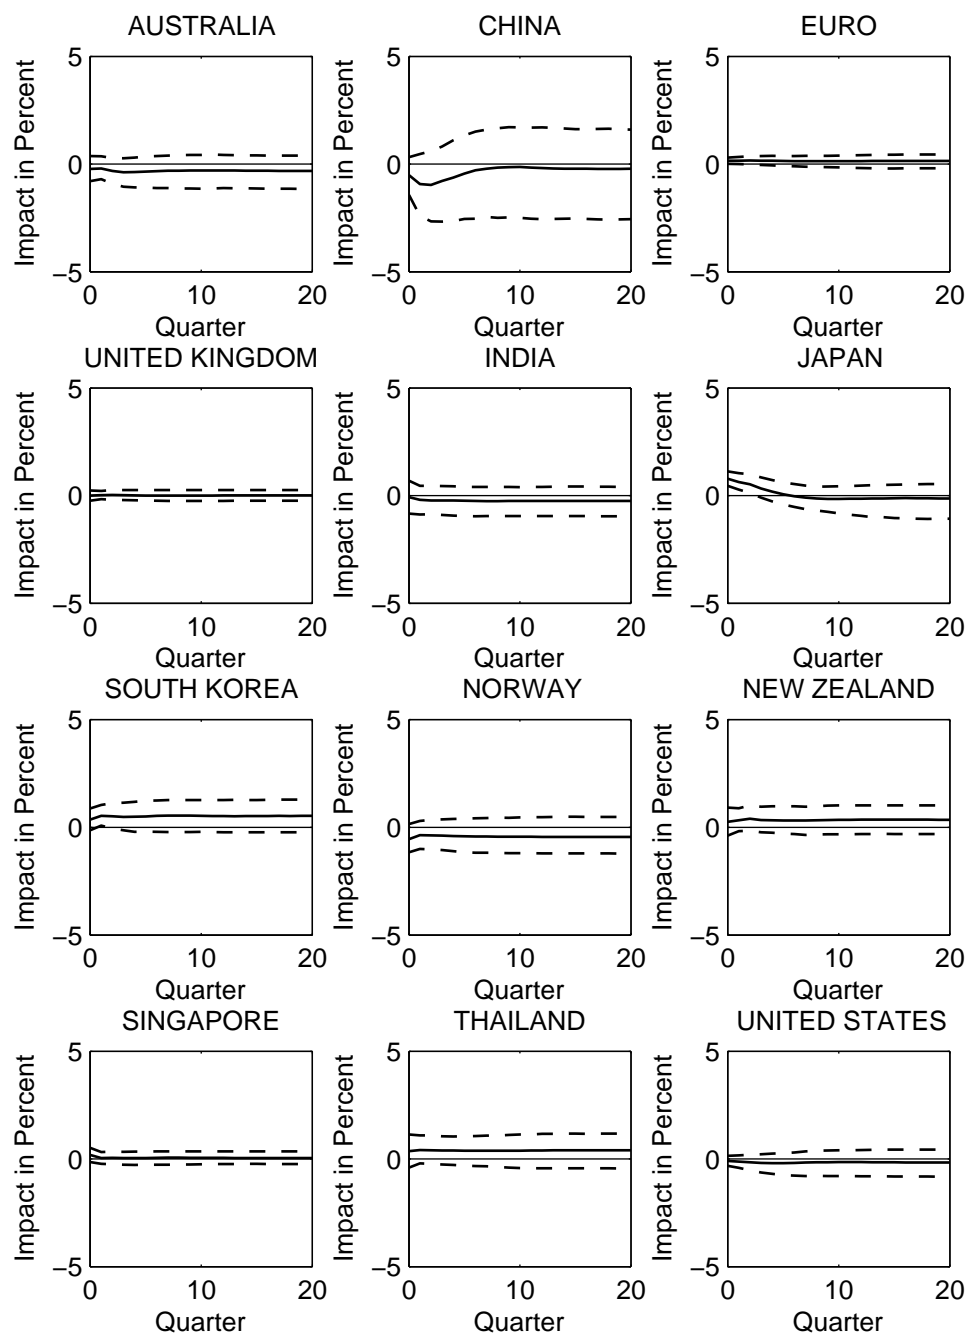 AUSTRALIA
CHINA
EURO
5
0
−5
Impact in Percent
0 10 20
Quarter
5
0
−5
Impact in Percent
0 10 20
Quarter
5
0
−5
Impact in Percent
0 10 20
Quarter
UNITED KINGDOM
INDIA
JAPAN
5
0
−5
Impact in Percent
0 10 20
Quarter
5
0
−5
Impact in Percent
0 10 20
Quarter
5
0
−5
Impact in Percent
0 10 20
Quarter
SOUTH KOREA
NORWAY
NEW ZEALAND
5
0
−5
Impact in Percent
0 10 20
Quarter
5
0
−5
Impact in Percent
0 10 20
Quarter
5
0
−5
Impact in Percent
0 10 20
Quarter
SINGAPORE
THAILAND
UNITED STATES
5
0
−5
Impact in Percent
0 10 20
Quarter
5
0
−5
Impact in Percent
0 10 20
Quarter
5
0
−5
Impact in Percent
0 10 20
Quarter